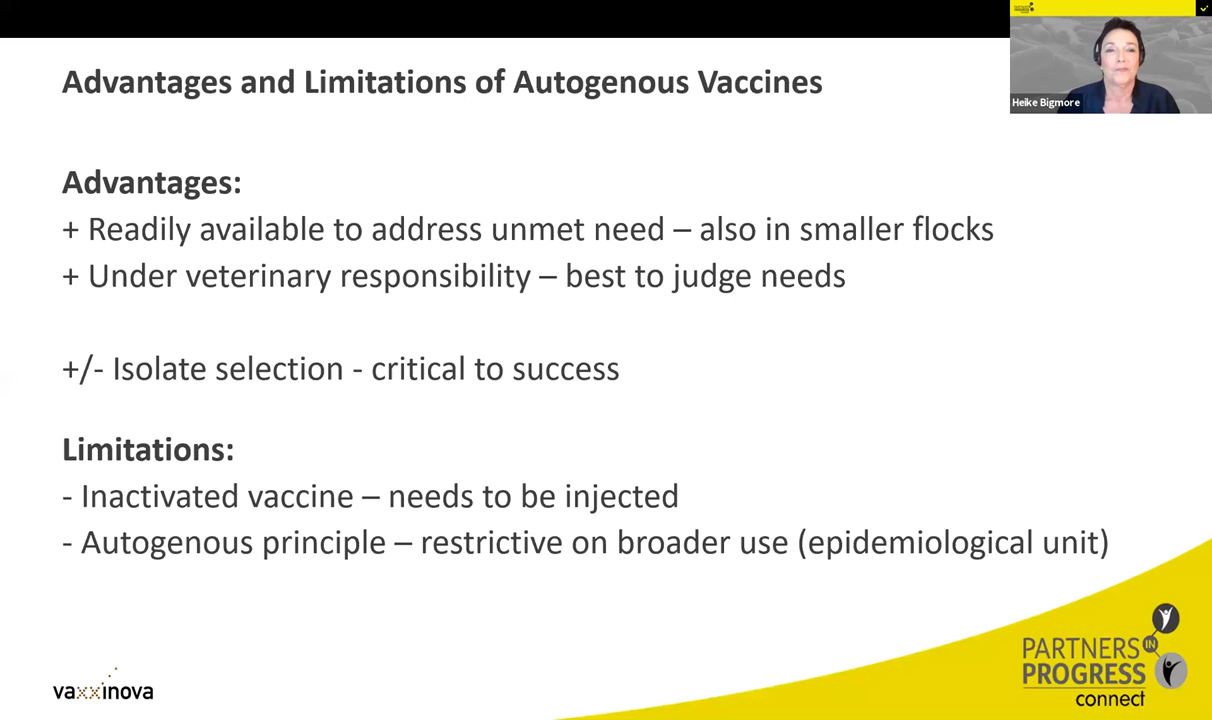 Advantages and Limitations of Autogenous Vaccines
Heike Bigmore
Advantages:
+ Readily available to address unmet need – also in smaller flocks
+ Under veterinary responsibility – best to judge needs
+/- Isolate selection - critical to success
Limitations:
- Inactivated vaccine – needs to be injected
- Autogenous principle – restrictive on broader use (epidemiological unit)
vaxxinova
PARTNERS IN
PROGRESS
connect